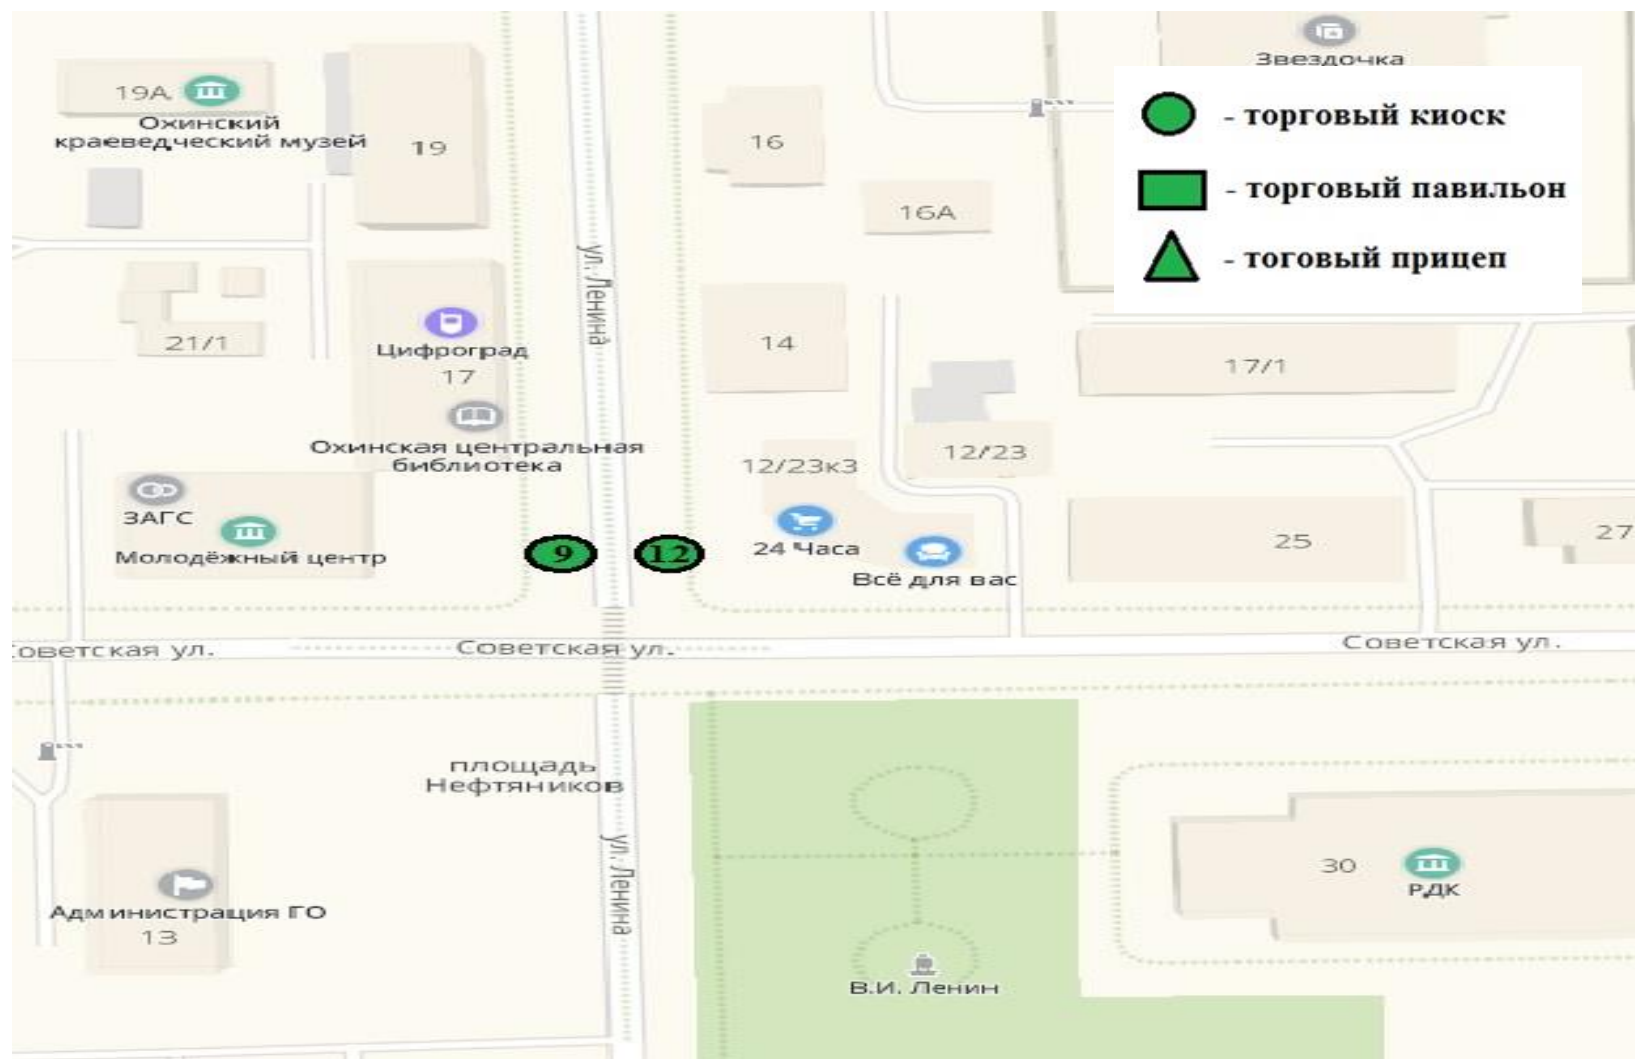 Звездочка
- торговый киоск
- торговый павильон
- тоговый прицеп
19А
Охинский
краеведческий музей
19
16
16А
ул. Ленина
21/1
Цифроград
17
14
17/1
Охинская центральная
библиотека
12/23к3
12/23
ЗАГС
Молодёжный центр
9
12
24 Часа
Всё для вас
25
27
Советская ул.
Советская ул.
Советская ул.
площадь
Нефтяников
ул. Ленина
Администрация ГО
13
30
РДК
В.И. Ленин